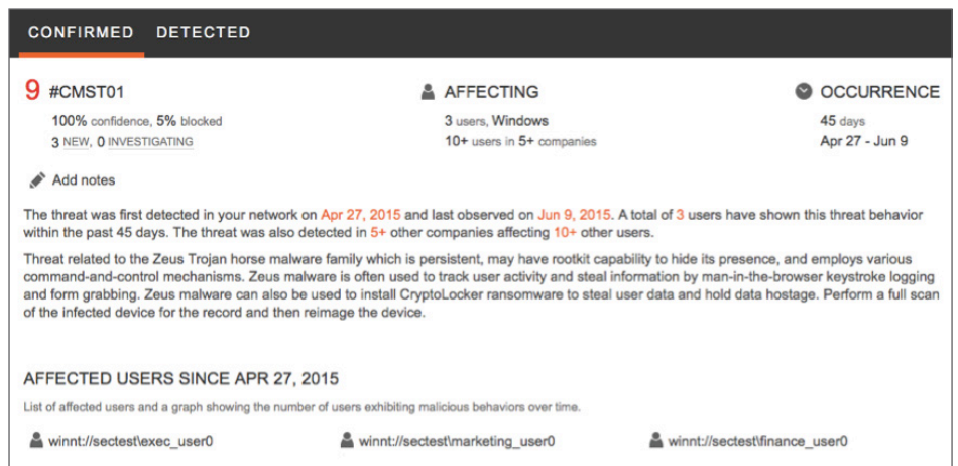 CONFIRMED DETECTED
9 #CMST01
100% confidence, 5% blocked
3 NEW, 0 INVESTIGATING
AFFECTING
3 users, Windows
10+ users in 5+ companies
OCCURRENCE
45 days
Apr 27 - Jun 9
Add notes
The threat was first detected in your network on Apr 27, 2015 and last observed on Jun 9, 2015. A total of 3 users have shown this threat behavior
within the past 45 days. The threat was also detected in 5+ other companies affecting 10+ other users.
Threat related to the Zeus Trojan horse malware family which is persistent, may have rootkit capability to hide its presence, and employs various
command-and-control mechanisms. Zeus malware is often used to track user activity and steal information by man-in-the-browser keystroke logging
and form grabbing. Zeus malware can also be used to install CryptoLocker ransomware to steal user data and hold data hostage. Perform a full scan
of the infected device for the record and then reimage the device.
AFFECTED USERS SINCE APR 27, 2015
List of affected users and a graph showing the number of users exhibiting malicious behaviors over time.
winnt://sectest\exec_user0 winnt://sectest\marketing_user0 winnt://sectest\finance_user0